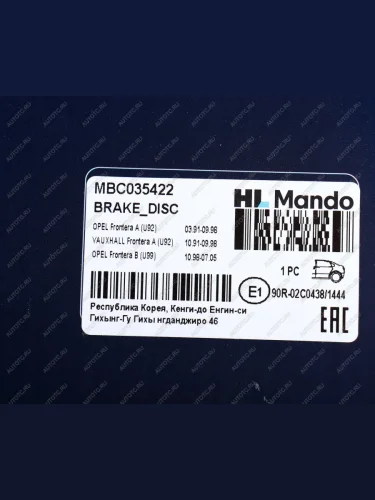 MBC035422
HL Mando
BRAKE_DISC
OPEL Frontera A (U92) 03.91-09.98
VAUXHALL Frontera A (U92) 10.91-09.98
OPEL Frontera B (U99) 10.98-07.05
1 PC
E1 90R-02C0438/1444
Республика Корея, Кенги-до Енгин-си
Гихынг-Гу Гихы нгданджиро 46
EAC